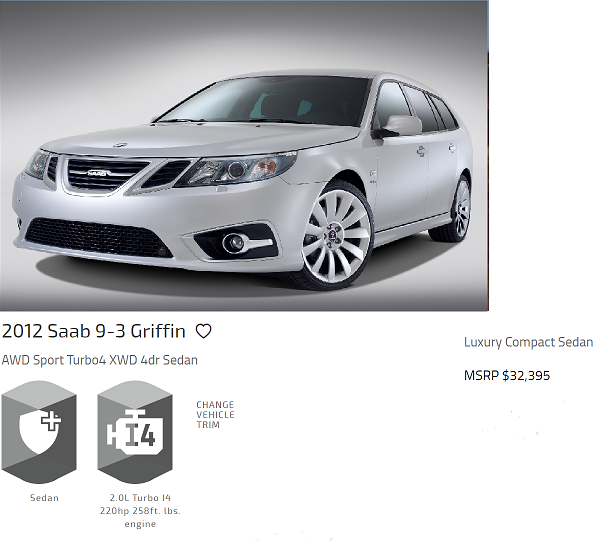 SAAB
2012 Saab 9-3 Griffin
AWD Sport Turbo4 XWD 4dr Sedan
Luxury Compact Sedan
MSRP $32,395
CHANGE
VEHICLE
TRIM
I4
Sedan
2.0L Turbo I4
220hp 258ft. lbs.
engine